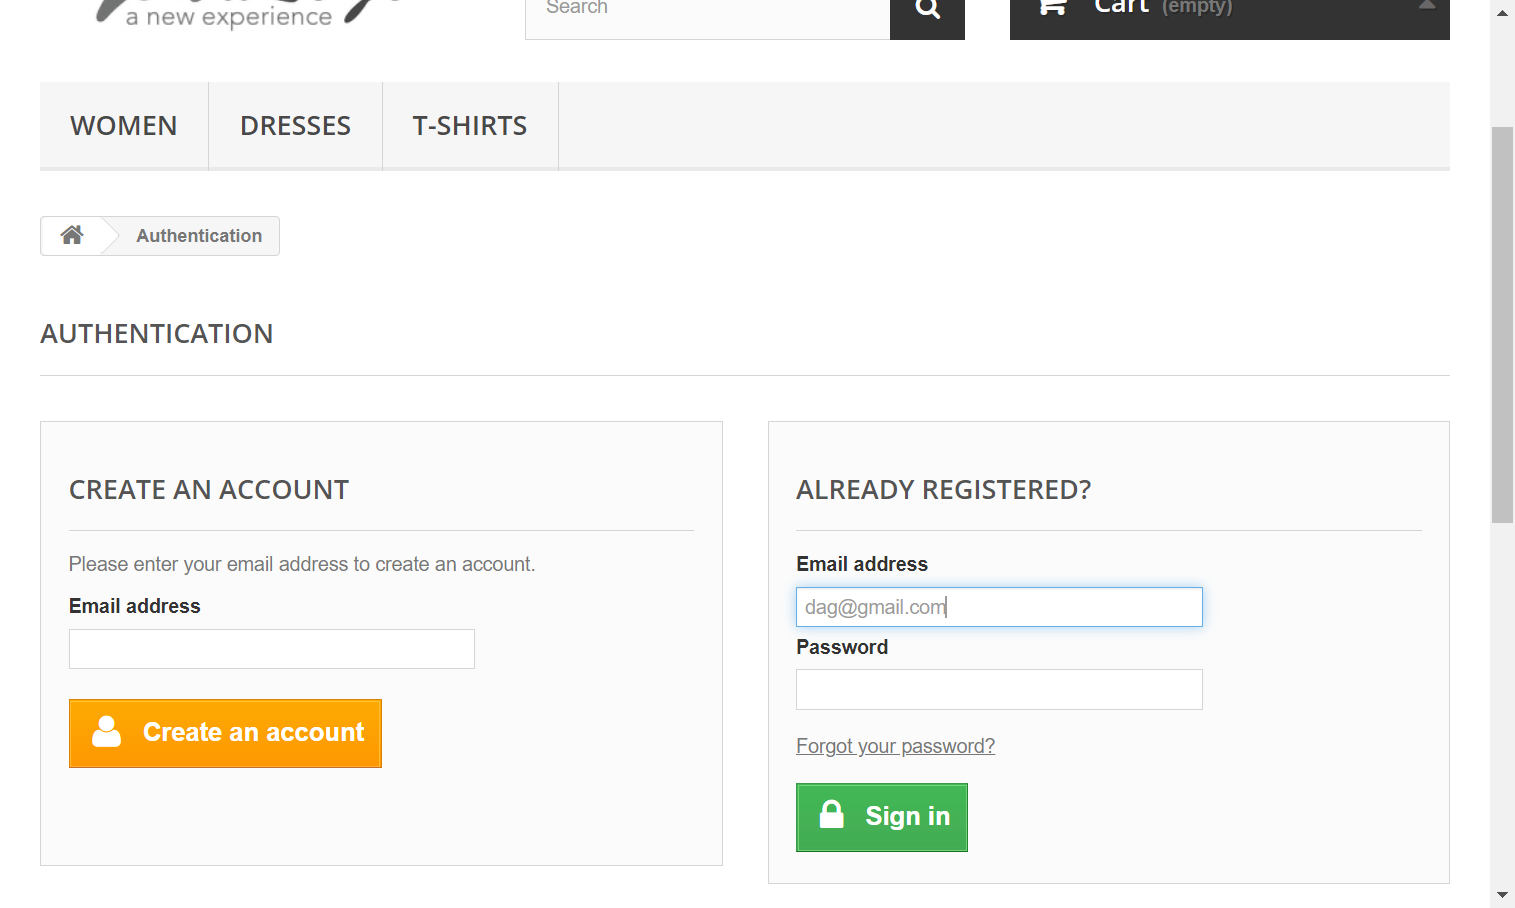 a new experience
Search
Cart (empty)
WOMEN
DRESSES
T-SHIRTS
Authentication
AUTHENTICATION
CREATE AN ACCOUNT
Please enter your email address to create an account.
Email address
Create an account
ALREADY REGISTERED?
Email address
dag@gmail.com
Password
Forgot your password?
Sign in